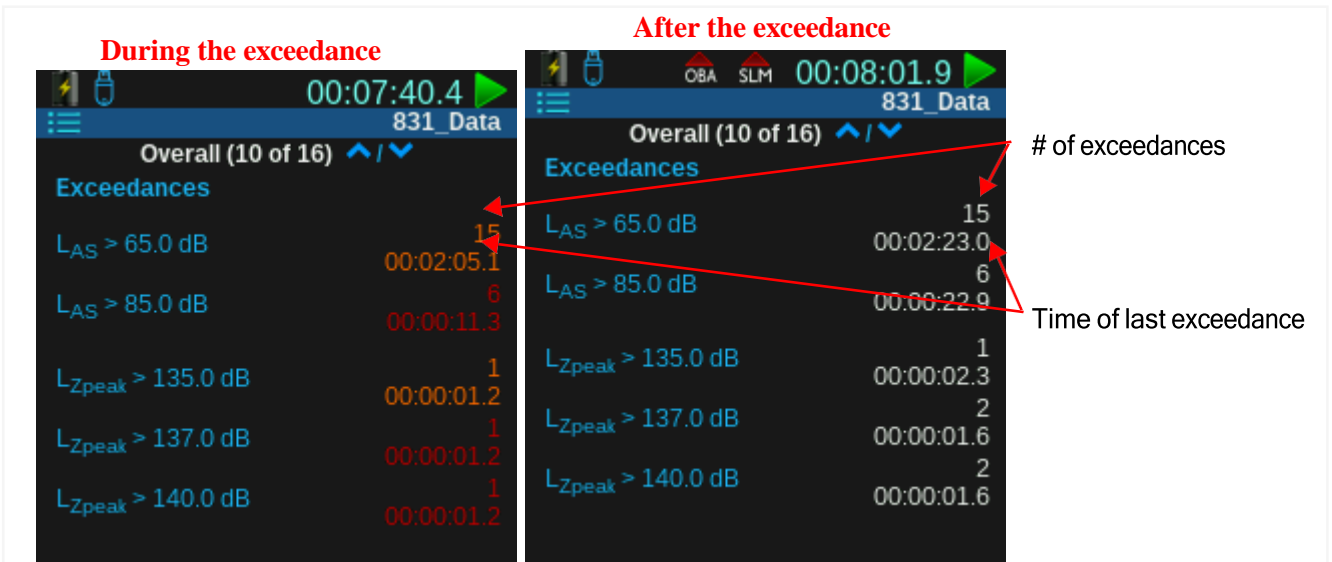 During the exceedance
00:07:40.4
831_Data
Overall (10 of 16) /
Exceedances
LAS > 65.0 dB
15
00:02:05.1
LAS > 85.0 dB
6
00:00:11.3
LZpeak > 135.0 dB
1
00:00:01.2
LZpeak > 137.0 dB
1
00:00:01.2
LZpeak > 140.0 dB
1
00:00:01.2
After the exceedance
OBA SLM 00:08:01.9
831_Data
Overall (10 of 16) /
Exceedances
LAS > 65.0 dB
15
00:02:23.0
LAS > 85.0 dB
6
00:00:22.9
LZpeak > 135.0 dB
1
00:00:02.3
LZpeak > 137.0 dB
2
00:00:01.6
LZpeak > 140.0 dB
2
00:00:01.6
# of exceedances
Time of last exceedance